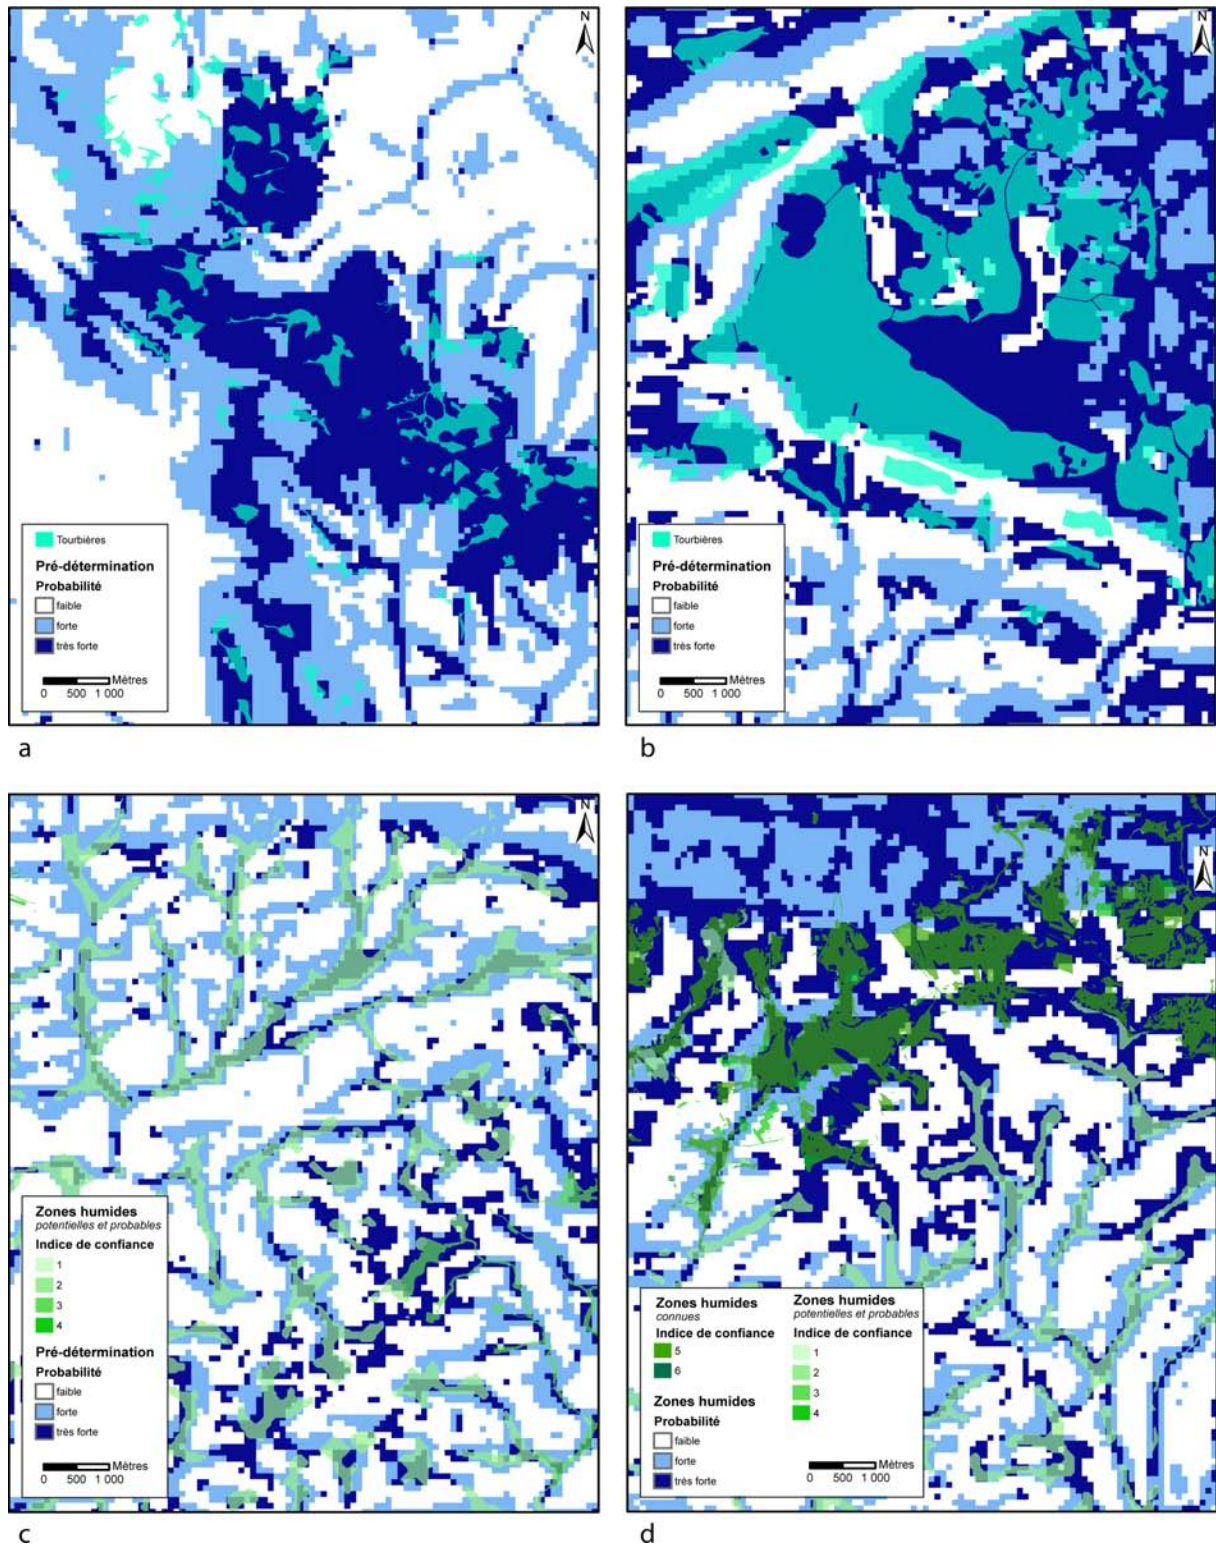 N
Tourbières
Pré-détermination
Probabilité
faible
forte
très forte
Mètres
0 500 1 000
a
N
Tourbières
Pré-détermination
Probabilité
faible
forte
très forte
Mètres
0 500 1 000
b
N
Zones humides
potentielles et probables
Indice de confiance
1
2
3
4
Pré-détermination
Probabilité
faible
forte
très forte
Mètres
0 500 1 000
c
N
Zones humides
connues
Indice de confiance
5
6
Zones humides
Probabilité
faible
forte
très forte
Zones humides
potentielles et probables
Indice de confiance
1
2
3
4
Mètres
0 500 1 000
d